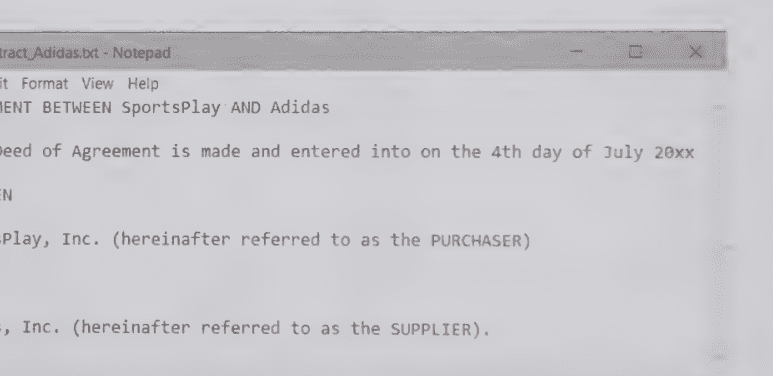 tract_Adidas.txt - Notepad
it Format View Help
MENT BETWEEN SportsPlay AND Adidas
Deed of Agreement is made and entered into on the 4th day of July 20xx
EN
sPlay, Inc. (hereinafter referred to as the PURCHASER)
s, Inc. (hereinafter referred to as the SUPPLIER).